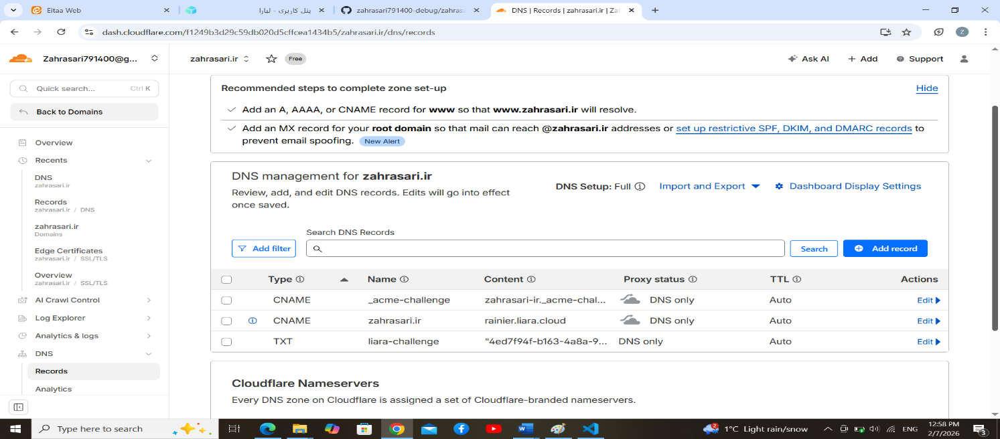 Eitaa Web
پنل کاربری - لیارا
zahrasari791400-debug/zahras
DNS | Records | zahrasari.ir | Za
dash.cloudflare.com/f1249b3d29c59db020d5cffcea1434b5/zahrasari.ir/dns/records
Z
Zahrasari791400@g...
zahrasari.ir
Free
Ask AI
Add
Support
Quick search...
Ctrl K
Back to Domains
Overview
Recents
DNS
zahrasari.ir
Records
zahrasari.ir / DNS
zahrasari.ir
Domains
Edge Certificates
zahrasari.ir / SSL/TLS
Overview
zahrasari.ir / SSL/TLS
AI Crawl Control
Log Explorer
Analytics & logs
DNS
Records
Analytics
Recommended steps to complete zone set-up
Hide
Add an A, AAAA, or CNAME record for www so that www.zahrasari.ir will resolve.
Add an MX record for your root domain so that mail can reach @zahrasari.ir addresses or set up restrictive SPF, DKIM, and DMARC records to
prevent email spoofing. New Alert
DNS management for zahrasari.ir
Review, add, and edit DNS records. Edits will go into effect
once saved.
DNS Setup: Full
Import and Export
Dashboard Display Settings
Search DNS Records
Add filter
Search
Add record
Type Name Content Proxy status TTL Actions
CNAME _acme-challenge zahrasari-ir._acme-chal... DNS only Auto Edit
CNAME zahrasari.ir rainier.liara.cloud DNS only Auto Edit
TXT liara-challenge "4ed7f94f-b163-4a8a-9... DNS only Auto Edit
Cloudflare Nameservers
Every DNS zone on Cloudflare is assigned a set of Cloudflare-branded nameservers.
Type here to search
2
1°C Light rain/snow
ENG
12:58 PM
2/7/2026
3